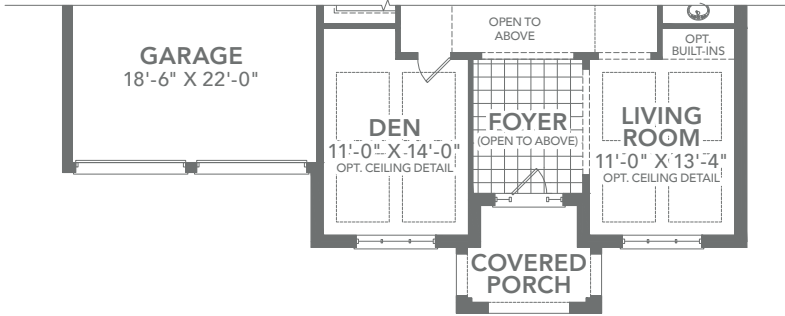 OPEN TO
ABOVE
OPT.
BUILT-INS
GARAGE
18'-6" X 22'-0"
DEN
11'-0" X 14'-0"
OPT. CEILING DETAIL
FOYER
(OPEN TO ABOVE)
LIVING
ROOM
11'-0" X 13'-4"
OPT. CEILING DETAIL
COVERED
PORCH